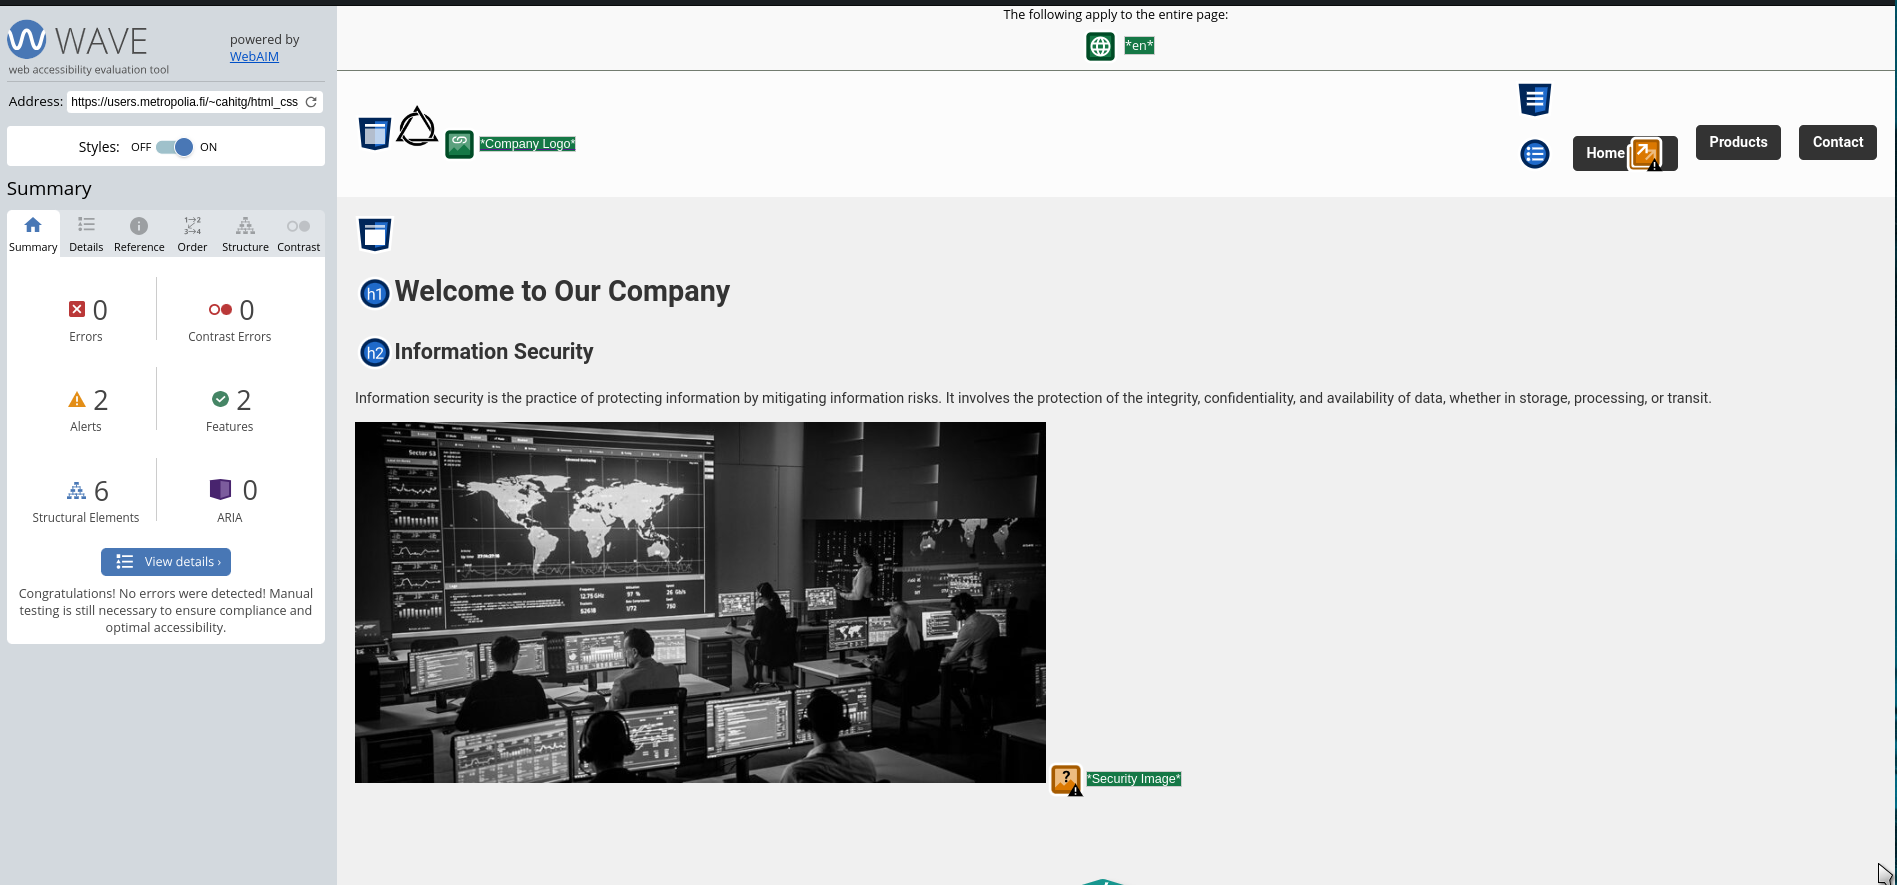 WAVE
powered by
WebAIM
web accessibility evaluation tool
Address: https://users.metropolia.fi/~cahitg/html_css
Styles: OFF ON
Summary
Summary Details Reference Order Structure Contrast
0 0
Errors Contrast Errors
2 2
Alerts Features
6 0
Structural Elements ARIA
View details ›
Congratulations! No errors were detected! Manual
testing is still necessary to ensure compliance and
optimal accessibility.
The following apply to the entire page:
*en*
*Company Logo*
Home Products Contact
h1 Welcome to Our Company
h2 Information Security
Information security is the practice of protecting information by mitigating information risks. It involves the protection of the integrity, confidentiality, and availability of data, whether in storage, processing, or transit.
Sector 53
? *Security Image*